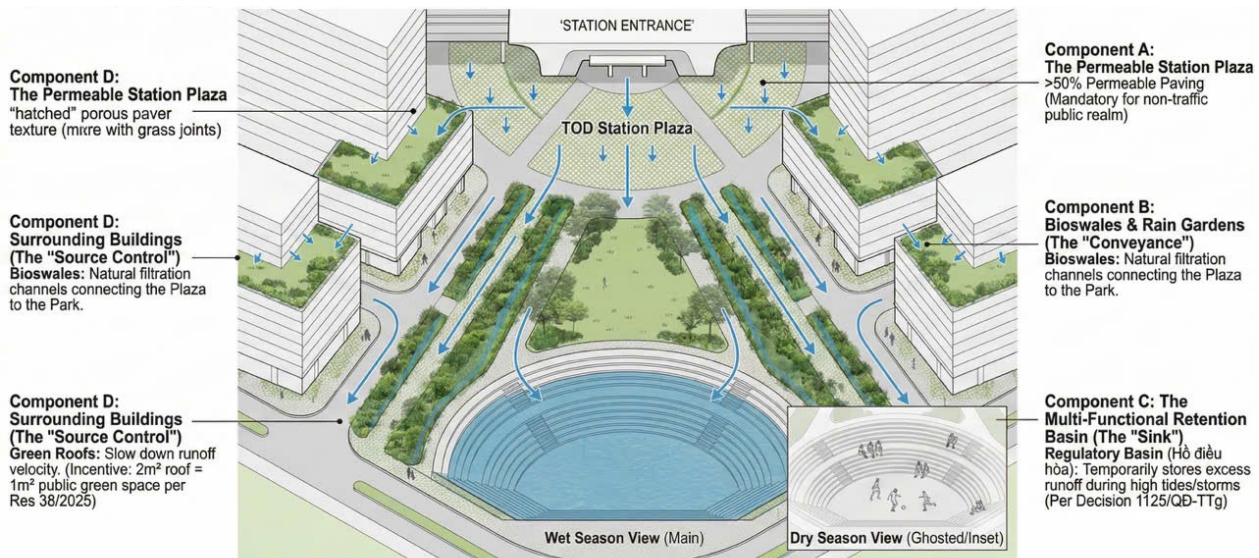 'STATION ENTRANCE'
TOD Station Plaza
Component D:
The Permeable Station Plaza
"hatched" porous paver
texture (mıxre with grass joints)
Component D:
Surrounding Buildings
(The "Source Control")
Bioswales: Natural filtration
channels connecting the Plaza
to the Park.
Component D:
Surrounding Buildings
(The "Source Control")
Green Roofs: Slow down runoff
velocity. (Incentive: 2m² roof =
1m² public green space per
Res 38/2025)
Component A:
The Permeable Station Plaza
>50% Permeable Paving
(Mandatory for non-traffic
public realm)
Component B:
Bioswales & Rain Gardens
(The "Conveyance")
Bioswales: Natural filtration
channels connecting the Plaza
to the Park.
Component C: The
Multi-Functional Retention
Basin (The "Sink")
Regulatory Basin (Hồ điều
hòa): Temporarily stores excess
runoff during high tides/storms
(Per Decision 1125/QĐ-TTg)
Wet Season View (Main)
Dry Season View (Ghosted/Inset)